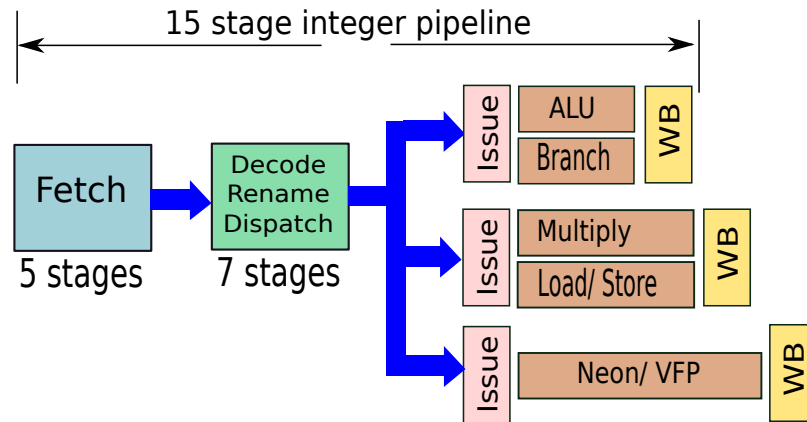 15 stage integer pipeline
Fetch
5 stages
Decode
Rename
Dispatch
7 stages
Issue
ALU
Branch
WB
Issue
Multiply
Load/ Store
WB
Issue
Neon/ VFP
WB